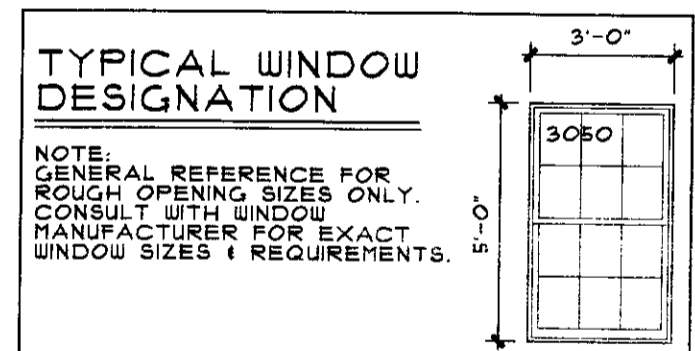 TYPICAL WINDOW
DESIGNATION
NOTE:
GENERAL REFERENCE FOR
ROUGH OPENING SIZES ONLY.
CONSULT WITH WINDOW
MANUFACTURER FOR EXACT
WINDOW SIZES & REQUIREMENTS.
3'-0"
3050
5'-0"